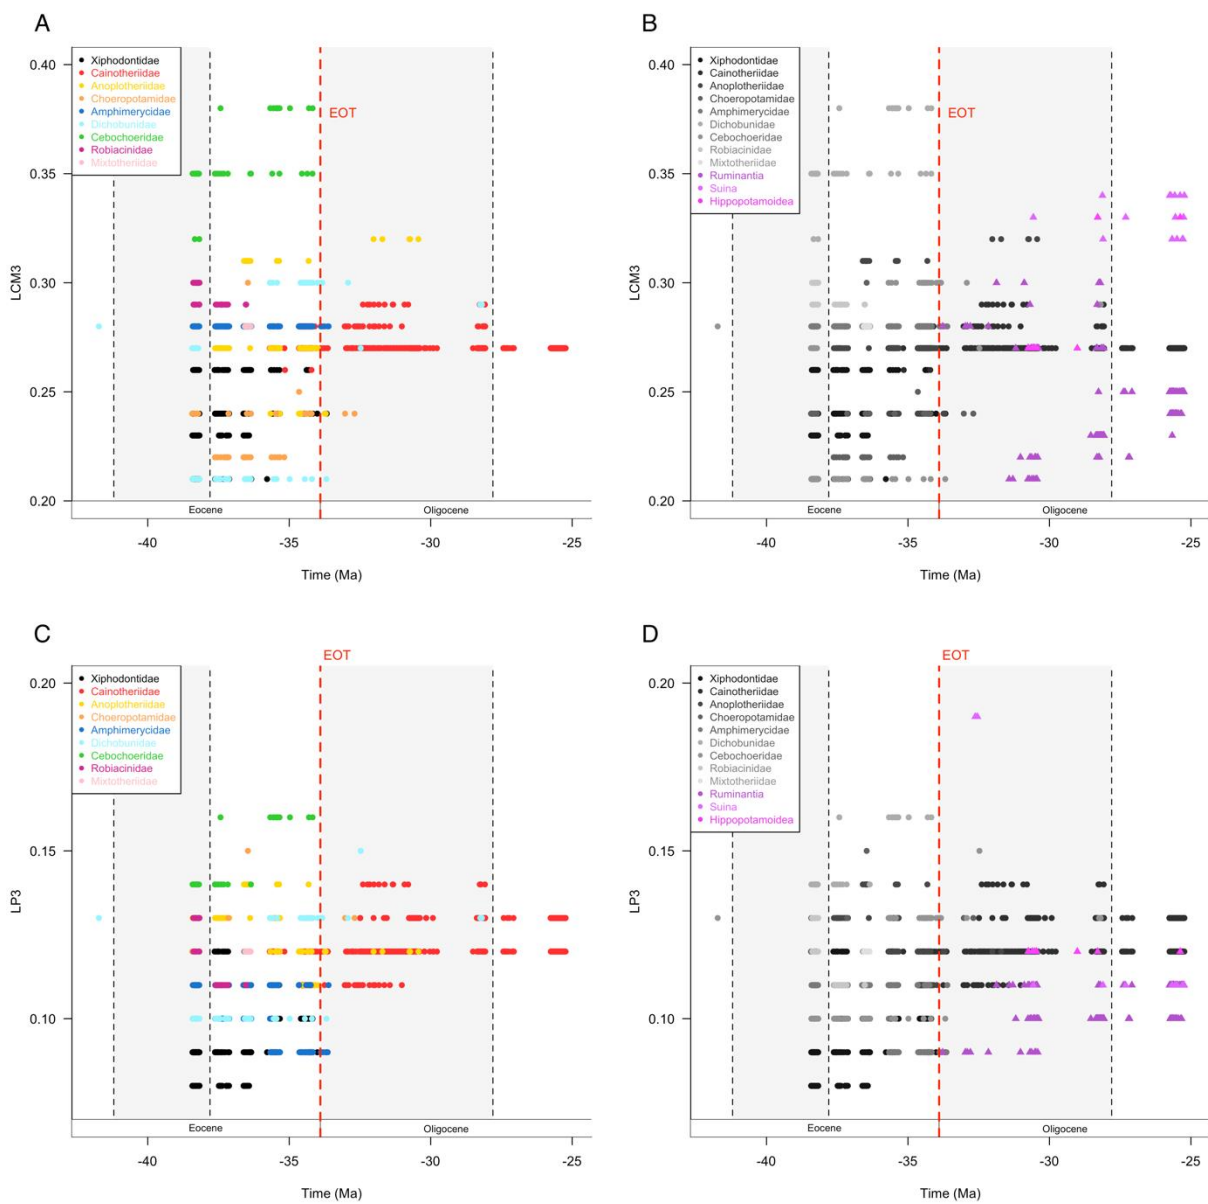 A
0.40
0.35
0.30
0.25
0.20
LCM3
Xiphodontidae
Cainotheriidae
Anoplotheriidae
Choeropotamidae
Amphimerycidae
Dichobunidae
Cebochoeridae
Robiacinidae
Mixtotheriidae
EOT
Eocene
Oligocene
-40
-35
-30
-25
Time (Ma)
B
0.40
0.35
0.30
0.25
0.20
LCM3
Xiphodontidae
Cainotheriidae
Anoplotheriidae
Choeropotamidae
Amphimerycidae
Dichobunidae
Cebochoeridae
Robiacinidae
Mixtotheriidae
Ruminantia
Suina
Hippopotamoidea
EOT
Eocene
Oligocene
-40
-35
-30
-25
Time (Ma)
C
EOT
0.20
0.15
0.10
LP3
Xiphodontidae
Cainotheriidae
Anoplotheriidae
Choeropotamidae
Amphimerycidae
Dichobunidae
Cebochoeridae
Robiacinidae
Mixtotheriidae
Eocene
Oligocene
-40
-35
-30
-25
Time (Ma)
D
EOT
0.20
0.15
0.10
LP3
Xiphodontidae
Cainotheriidae
Anoplotheriidae
Choeropotamidae
Amphimerycidae
Dichobunidae
Cebochoeridae
Robiacinidae
Mixtotheriidae
Ruminantia
Suina
Hippopotamoidea
Eocene
Oligocene
-40
-35
-30
-25
Time (Ma)